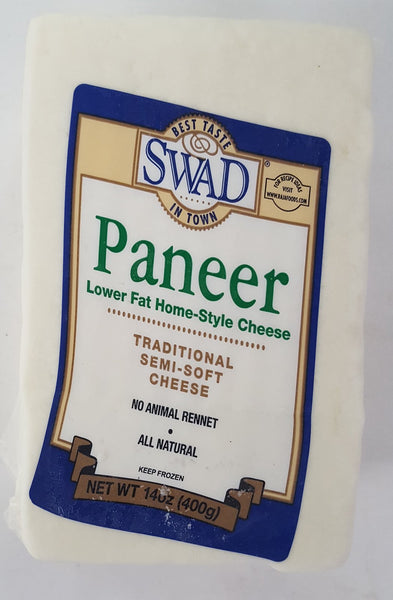 BEST TASTE
SWAD
®
IN TOWN
FOR RECIPE IDEAS
VISIT
WWW.RAJAFOODS.COM
Paneer
Lower Fat Home-Style Cheese
TRADITIONAL
SEMI-SOFT
CHEESE
NO ANIMAL RENNET
•
ALL NATURAL
KEEP FROZEN
NET WT 14oz (400g)